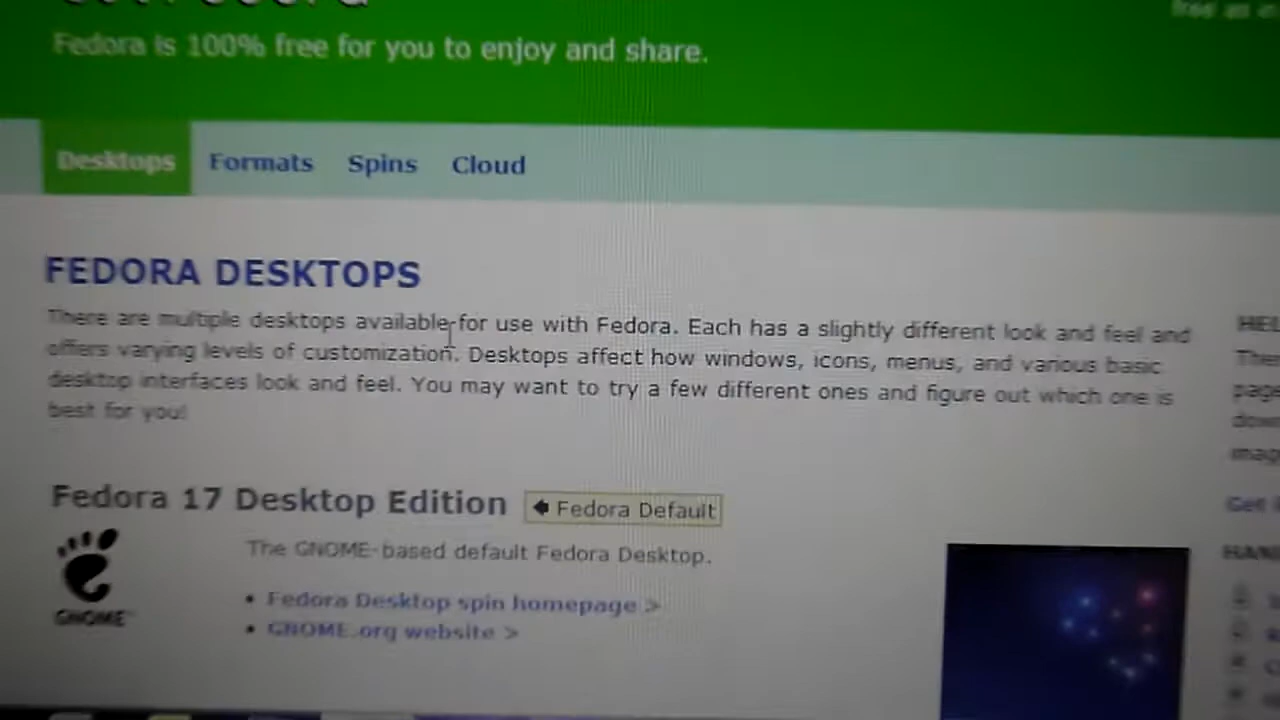 free as in
Fedora is 100% free for you to enjoy and share.
Desktops Formats Spins Cloud
FEDORA DESKTOPS
There are multiple desktops available for use with Fedora. Each has a slightly different look and feel and
offers varying levels of customization. Desktops affect how windows, icons, menus, and various basic
desktop interfaces look and feel. You may want to try a few different ones and figure out which one is
best for you!
Fedora 17 Desktop Edition
Fedora Default
GNOME
The GNOME-based default Fedora Desktop.
• Fedora Desktop spin homepage >
• GNOME.org website >